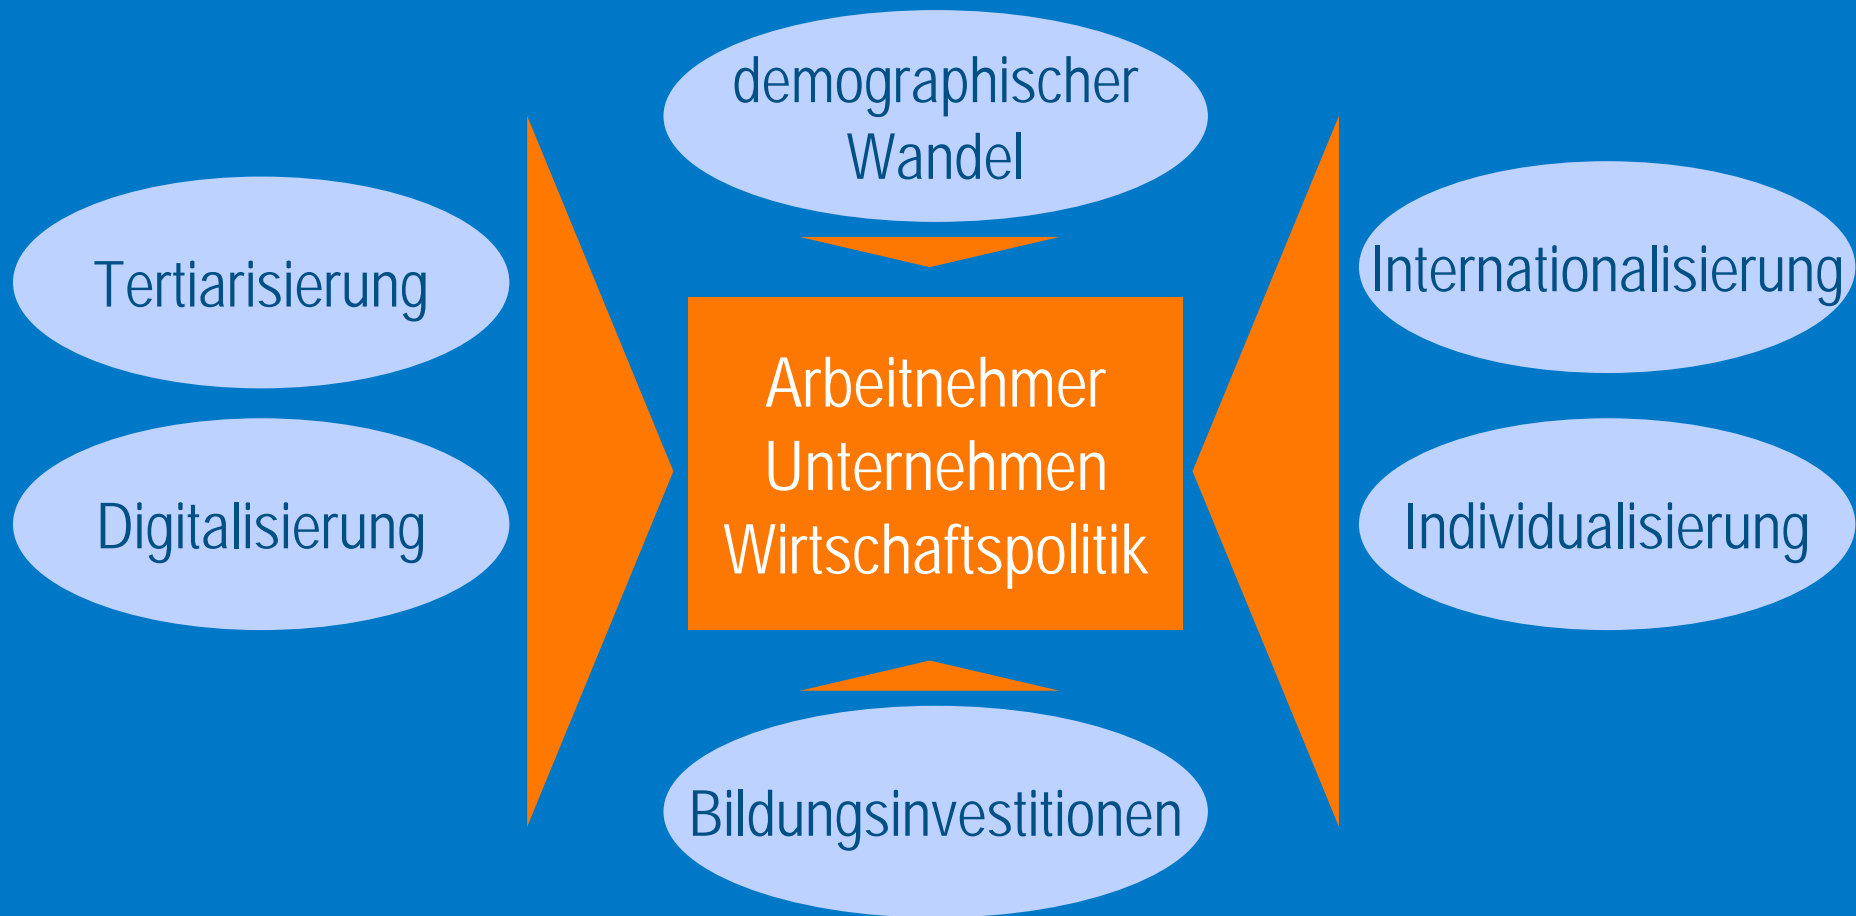 demographischer
Wandel
Tertiarisierung
Internationalisierung
Arbeitnehmer
Unternehmen
Wirtschaftspolitik
Digitalisierung
Individualisierung
Bildungsinvestitionen